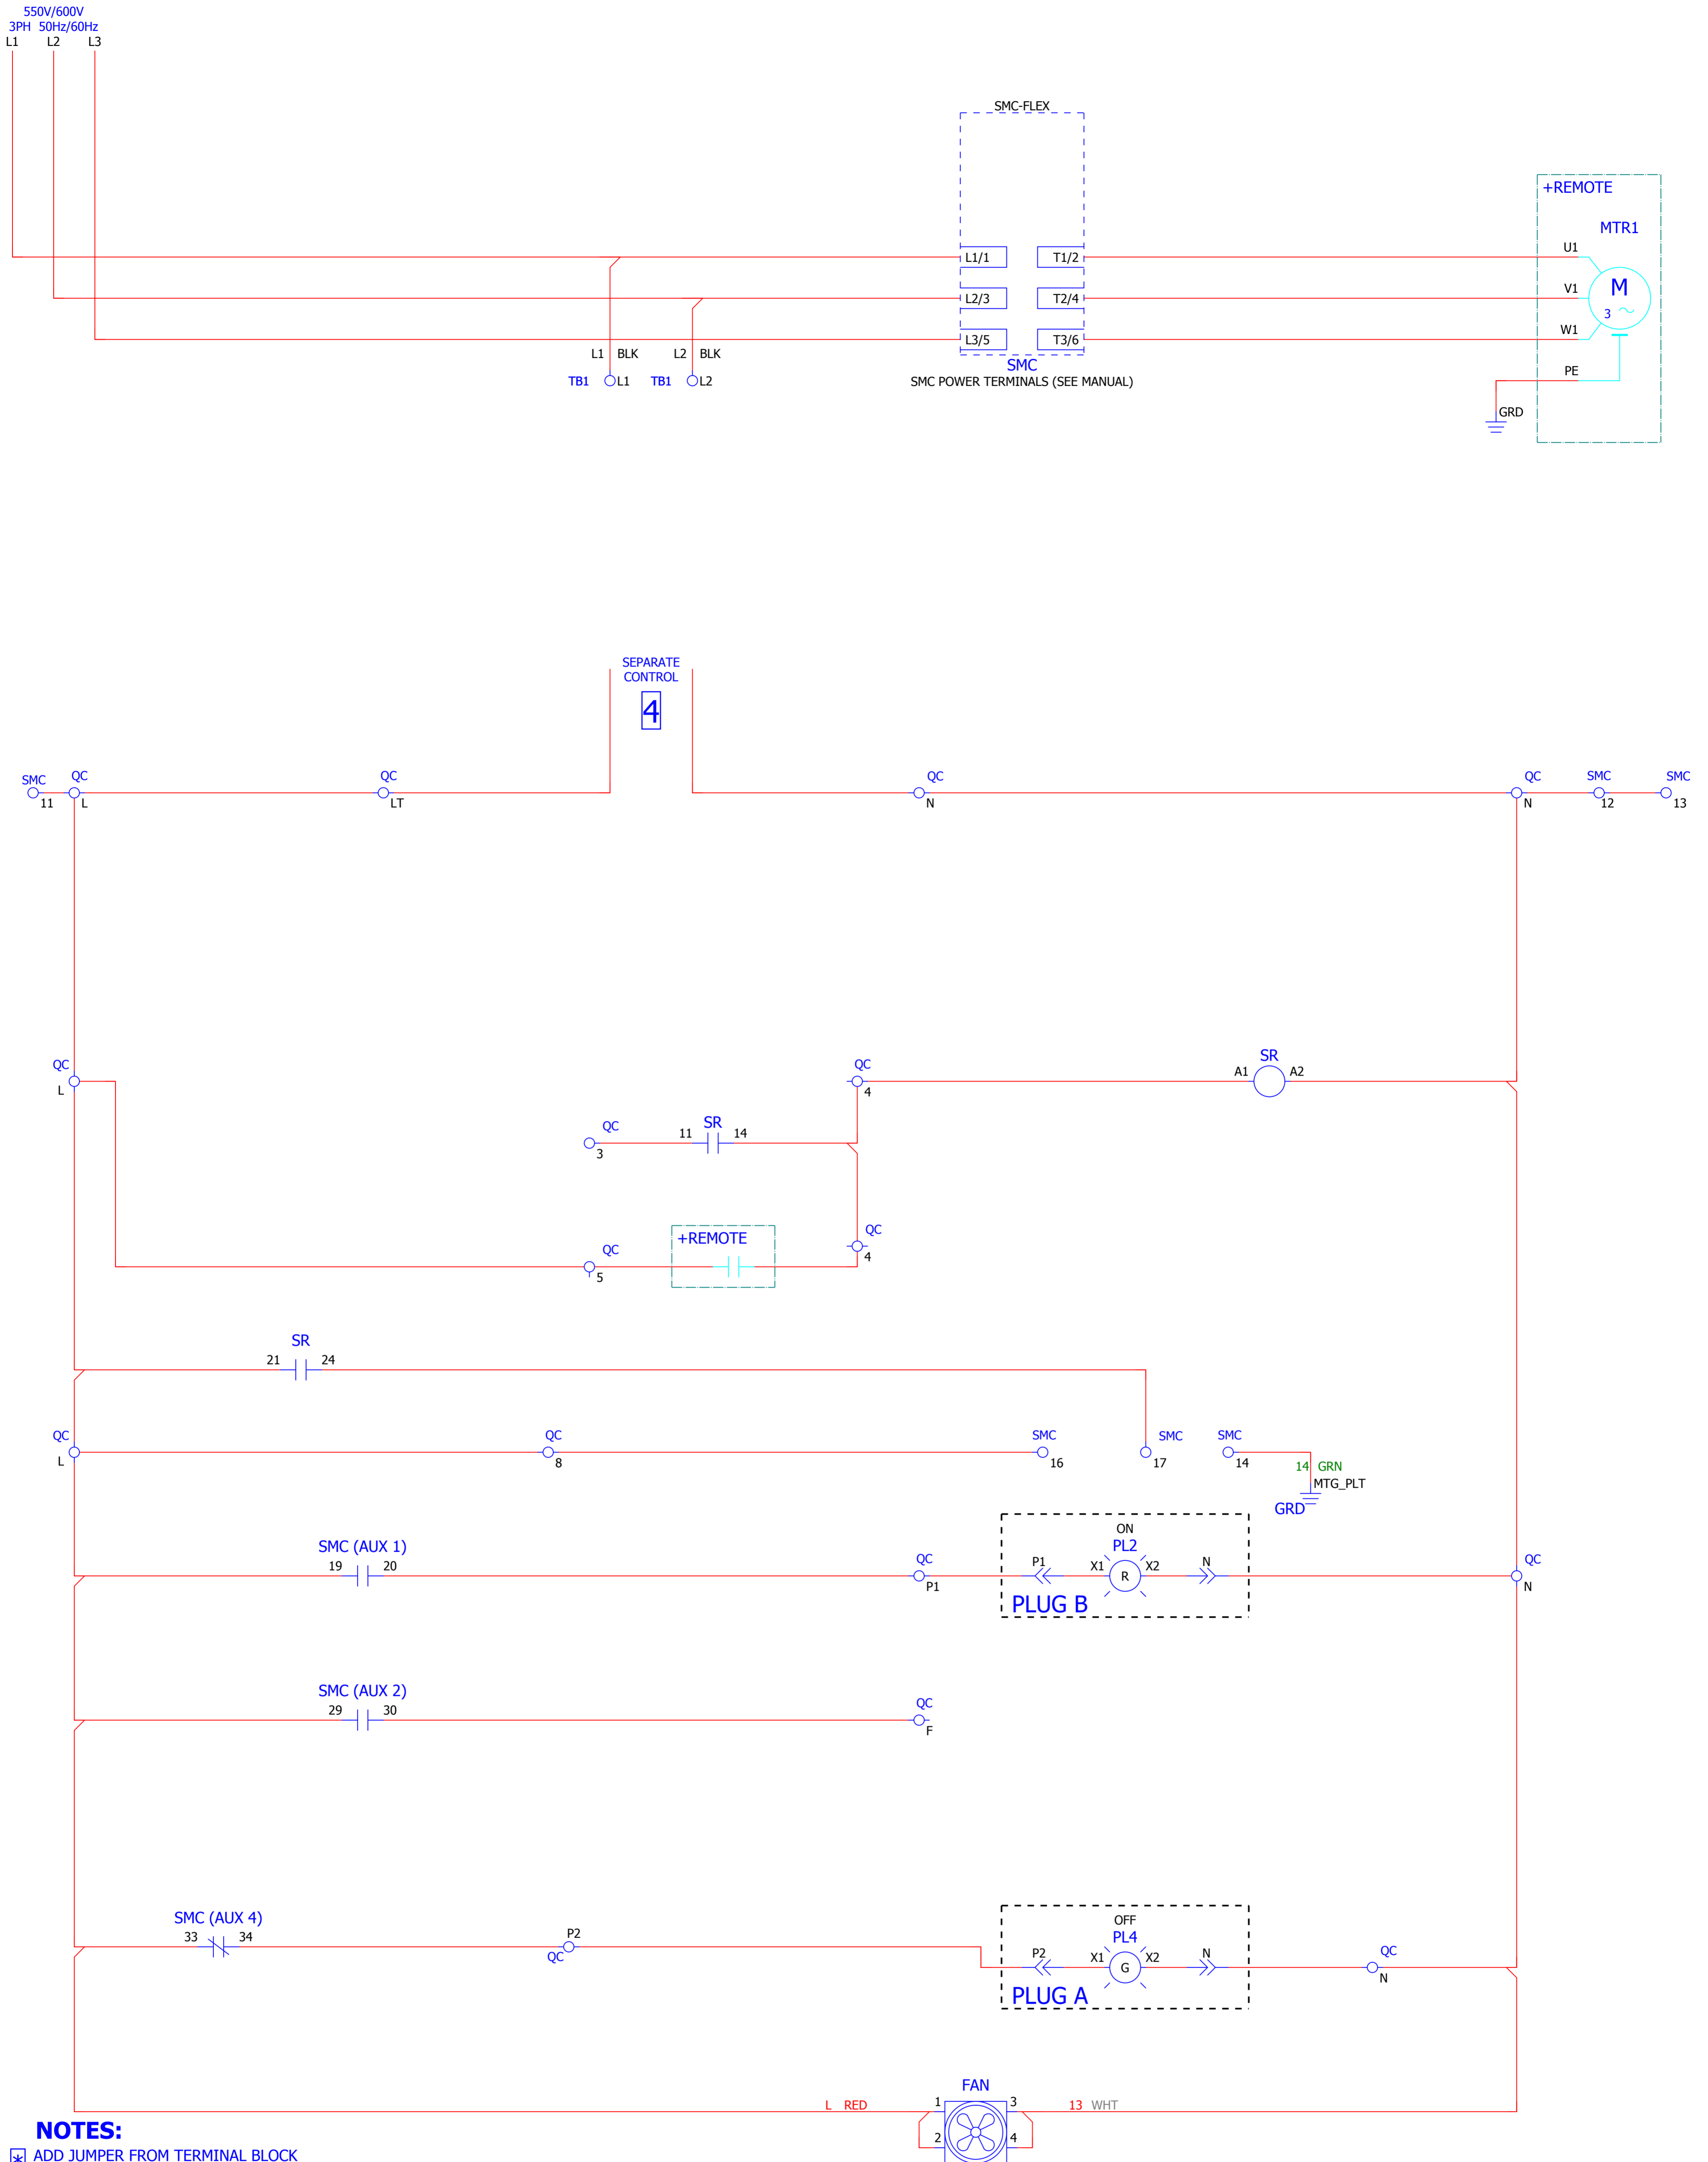 550V/600V
3PH 50Hz/60Hz
L1 L2 L3
SMC-FLEX
+REMOTE
MTR1
L1/1 T1/2 U1
L2/3 T2/4 V1 M
3
L3/5 T3/6 W1
L1 BLK L2 BLK
SMC
TB1 L1 TB1 L2
SMC POWER TERMINALS (SEE MANUAL)
PE
GRD
SEPARATE
CONTROL
4
SMC QC QC QC QC SMC SMC
11 L LT N N 12 13
QC QC SR
L 4 A1 A2
QC SR
3 11 14
QC +REMOTE QC
5 4
SR
21 24
QC QC SMC SMC SMC
L 8 16 17 14
14 GRN
MTG_PLT
GRD
ON
SMC (AUX 1) PL2
19 20 QC P1 X1 R X2 N QC
P1 N
PLUG B
SMC (AUX 2)
29 30 QC
F
SMC (AUX 4) OFF
33 34 P2 PL4
QC P2 X1 G X2 N QC
N
PLUG A
FAN
L RED 1 3 13 WHT
2 4
NOTES:
* ADD JUMPER FROM TERMINAL BLOCK